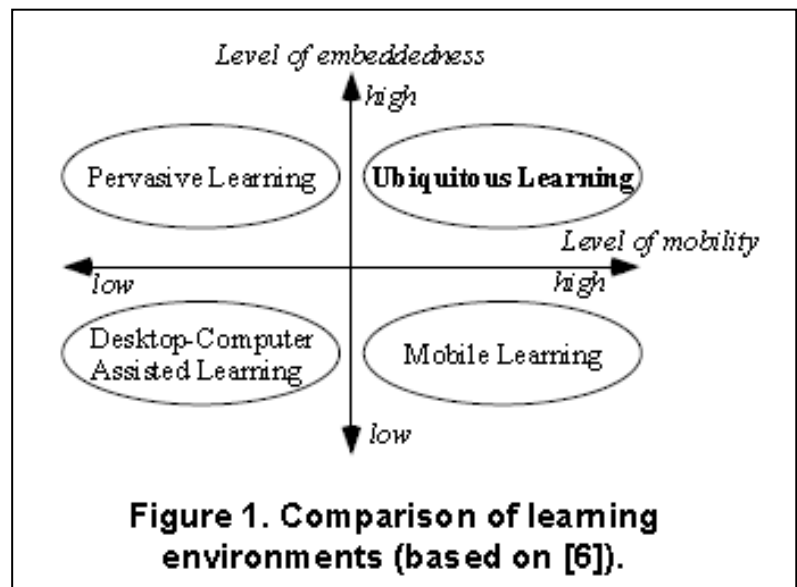 Level of embeddedness
high
Pervasive Learning
Ubiquitous Learning
Level of mobility
low
high
Desktop-Computer
Assisted Learning
Mobile Learning
low
Figure 1. Comparison of learning
environments (based on [6]).